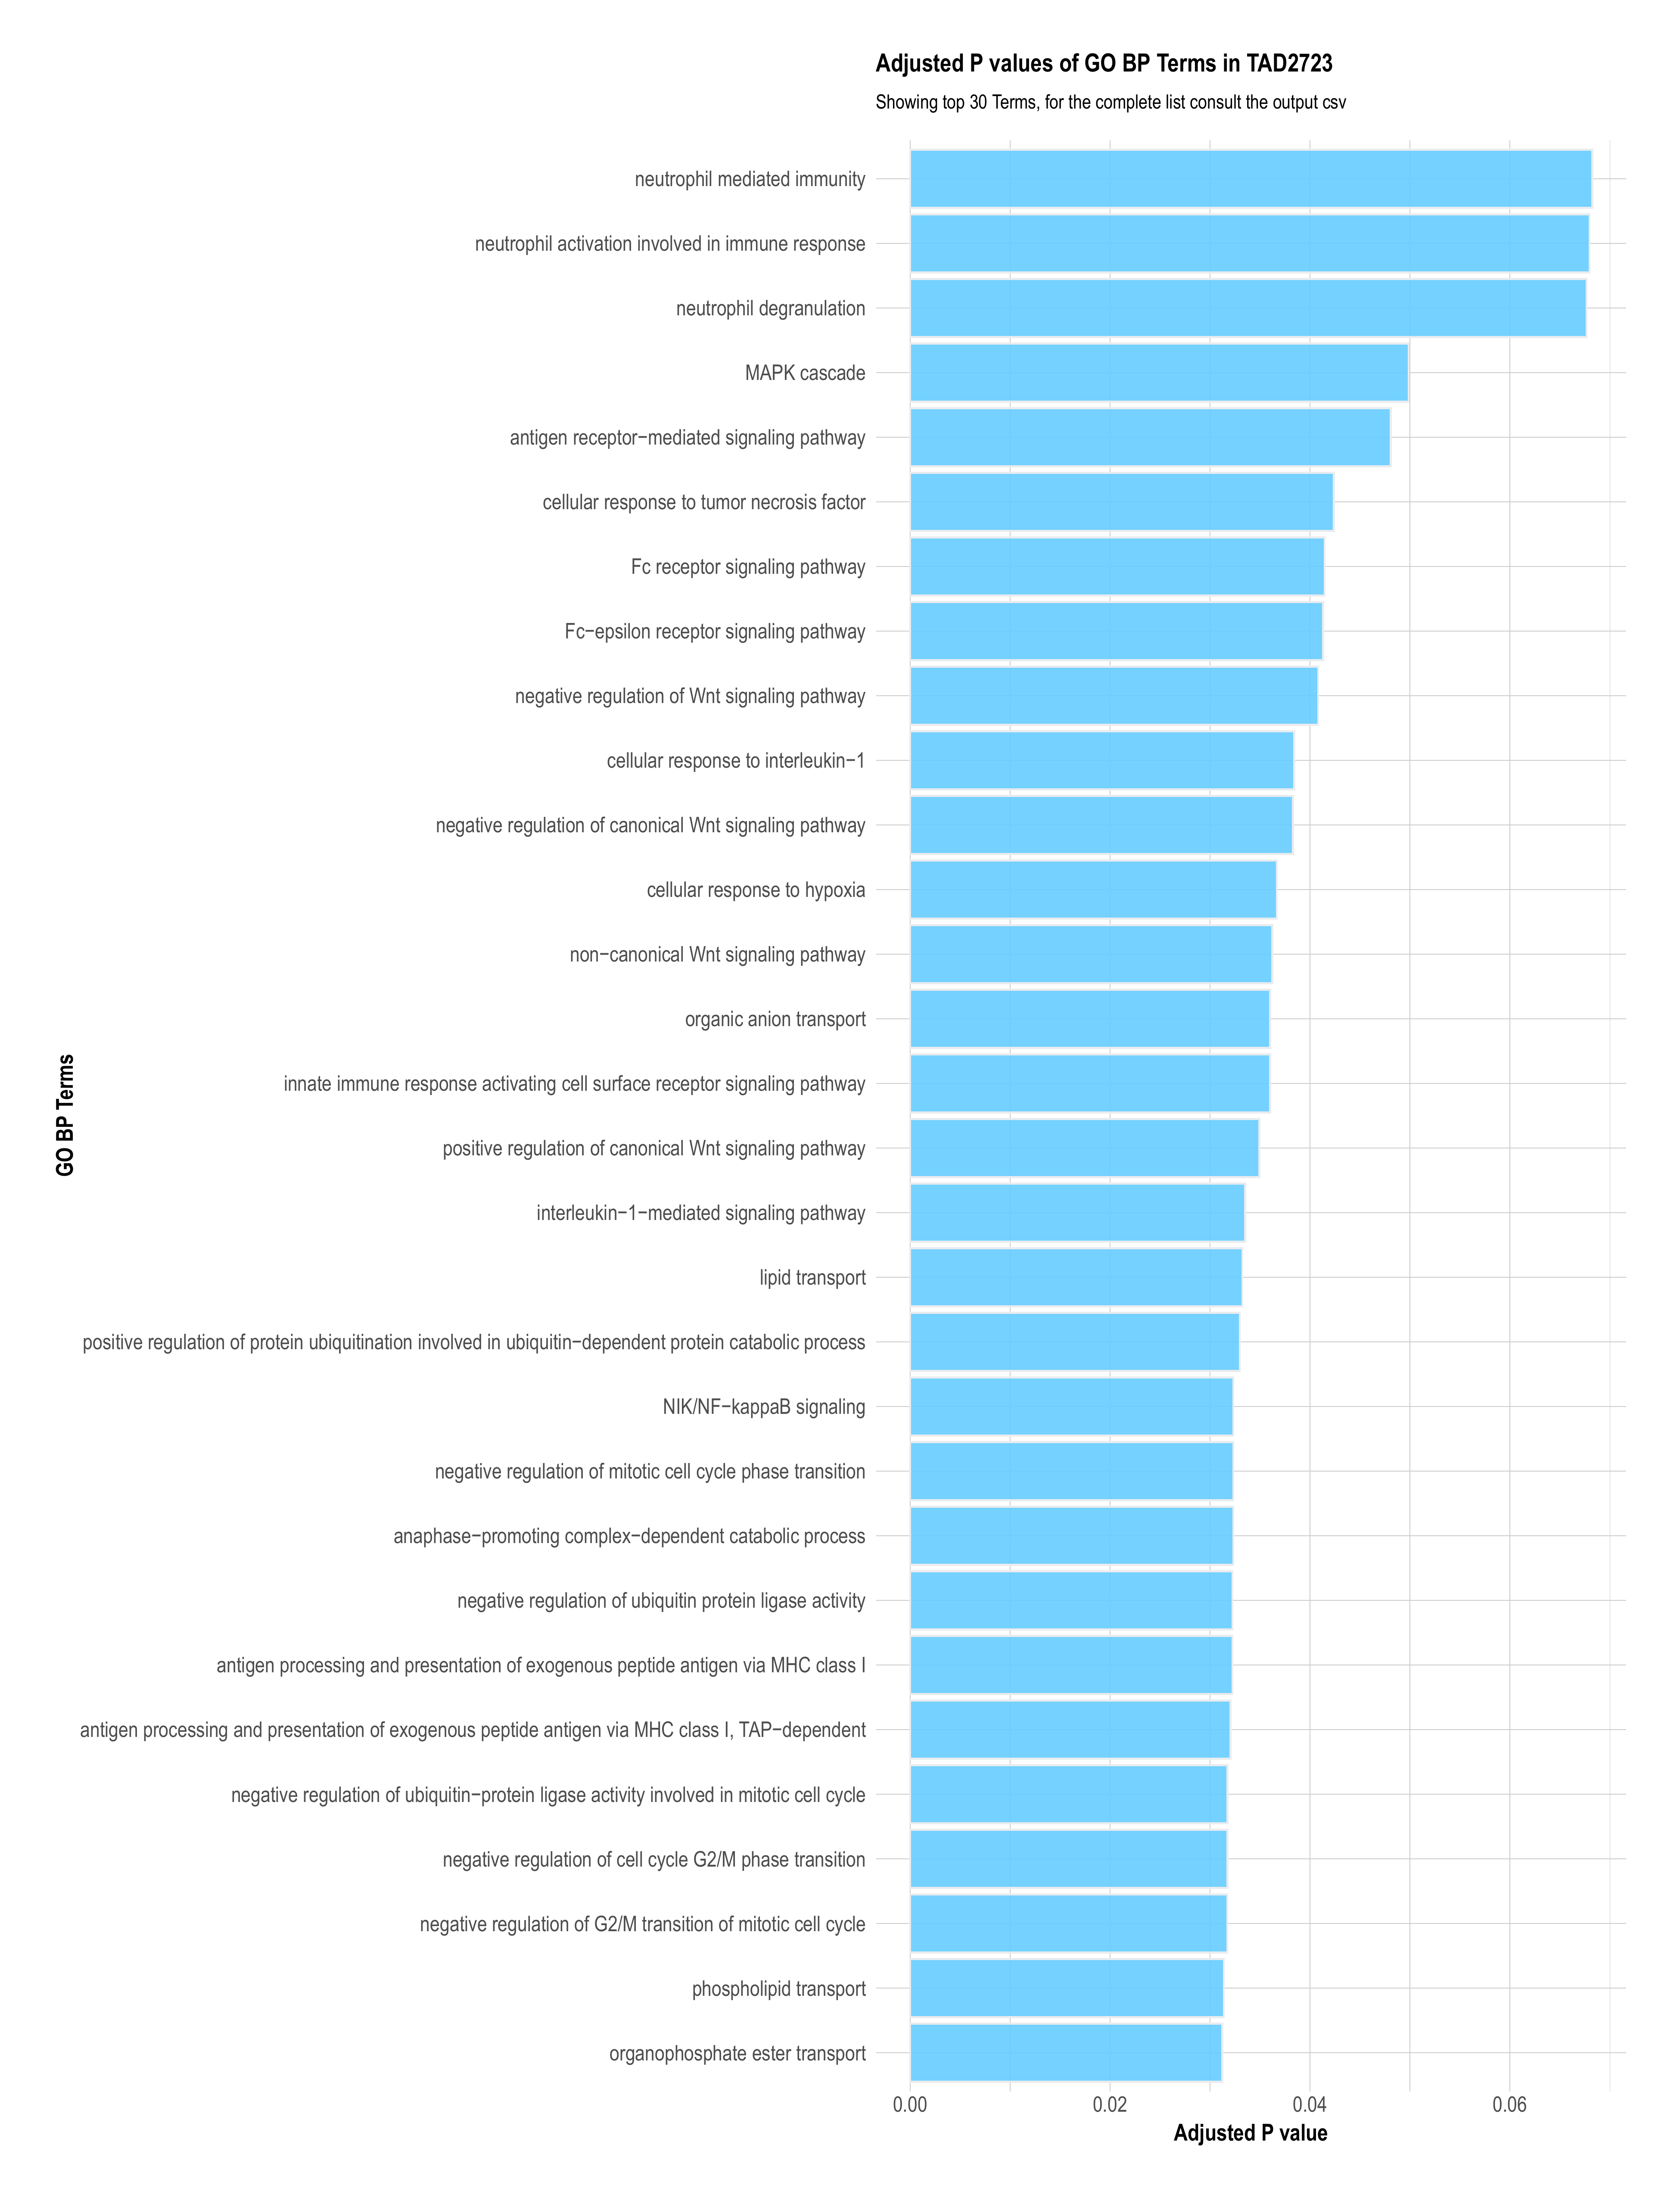 Adjusted P values of GO BP Terms in TAD2723
Showing top 30 Terms, for the complete list consult the output csv
neutrophil mediated immunity
neutrophil activation involved in immune response
neutrophil degranulation
MAPK cascade
antigen receptor−mediated signaling pathway
cellular response to tumor necrosis factor
Fc receptor signaling pathway
Fc−epsilon receptor signaling pathway
negative regulation of Wnt signaling pathway
cellular response to interleukin−1
negative regulation of canonical Wnt signaling pathway
cellular response to hypoxia
non−canonical Wnt signaling pathway
organic anion transport
innate immune response activating cell surface receptor signaling pathway
positive regulation of canonical Wnt signaling pathway
interleukin−1−mediated signaling pathway
lipid transport
positive regulation of protein ubiquitination involved in ubiquitin−dependent protein catabolic process
NIK/NF−kappaB signaling
negative regulation of mitotic cell cycle phase transition
anaphase−promoting complex−dependent catabolic process
negative regulation of ubiquitin protein ligase activity
antigen processing and presentation of exogenous peptide antigen via MHC class I
antigen processing and presentation of exogenous peptide antigen via MHC class I, TAP−dependent
negative regulation of ubiquitin−protein ligase activity involved in mitotic cell cycle
negative regulation of cell cycle G2/M phase transition
negative regulation of G2/M transition of mitotic cell cycle
phospholipid transport
organophosphate ester transport
GO BP Terms
0.00 0.02 0.04 0.06
Adjusted P value